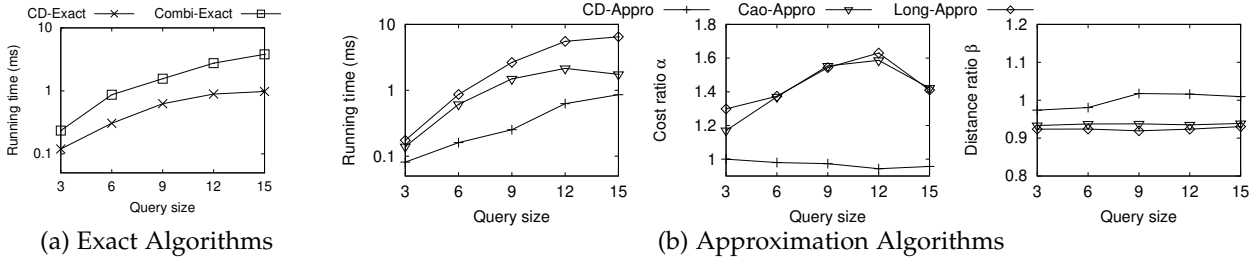 CD-Exact Combi-Exact
Running time (ms)
10
1
0.1
3 6 9 12 15
Query size
(a) Exact Algorithms
CD-Appro Cao-Appro Long-Appro
Running time (ms)
10
1
0.1
3 6 9 12 15
Query size
Cost ratio α
1.8
1.6
1.4
1.2
1
3 6 9 12 15
Query size
Distance ratio β
1.2
1.1
1
0.9
0.8
3 6 9 12 15
Query size
(b) Approximation Algorithms